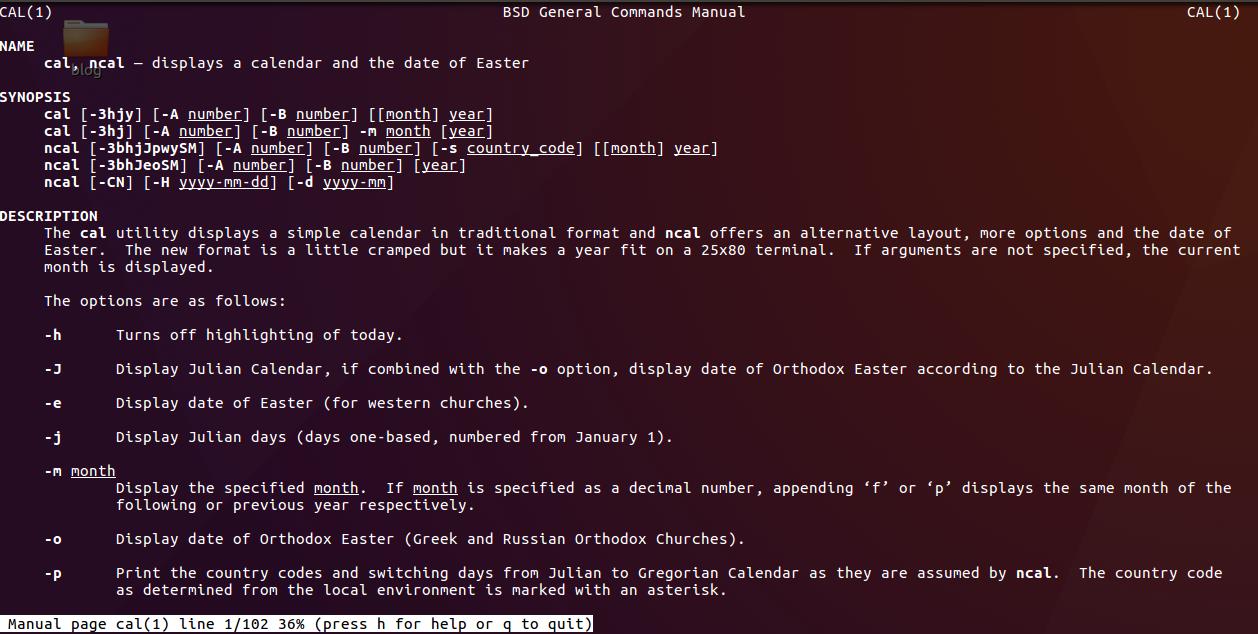 CAL(1) BSD General Commands Manual CAL(1)
NAME
cal, ncal — displays a calendar and the date of Easter
blog
SYNOPSIS
cal [-3hjy] [-A number] [-B number] [[month] year]
cal [-3hj] [-A number] [-B number] -m month [year]
ncal [-3bhjJpwySM] [-A number] [-B number] [-s country_code] [[month] year]
ncal [-3bhJeoSM] [-A number] [-B number] [year]
ncal [-CN] [-H yyyy-mm-dd] [-d yyyy-mm]
DESCRIPTION
The cal utility displays a simple calendar in traditional format and ncal offers an alternative layout, more options and the date of
Easter.  The new format is a little cramped but it makes a year fit on a 25x80 terminal.  If arguments are not specified, the current
month is displayed.
The options are as follows:
-h Turns off highlighting of today.
-J Display Julian Calendar, if combined with the -o option, display date of Orthodox Easter according to the Julian Calendar.
-e Display date of Easter (for western churches).
-j Display Julian days (days one-based, numbered from January 1).
-m month
Display the specified month.  If month is specified as a decimal number, appending ‘f’ or ‘p’ displays the same month of the
following or previous year respectively.
-o Display date of Orthodox Easter (Greek and Russian Orthodox Churches).
-p Print the country codes and switching days from Julian to Gregorian Calendar as they are assumed by ncal.  The country code
as determined from the local environment is marked with an asterisk.
Manual page cal(1) line 1/102 36% (press h for help or q to quit)